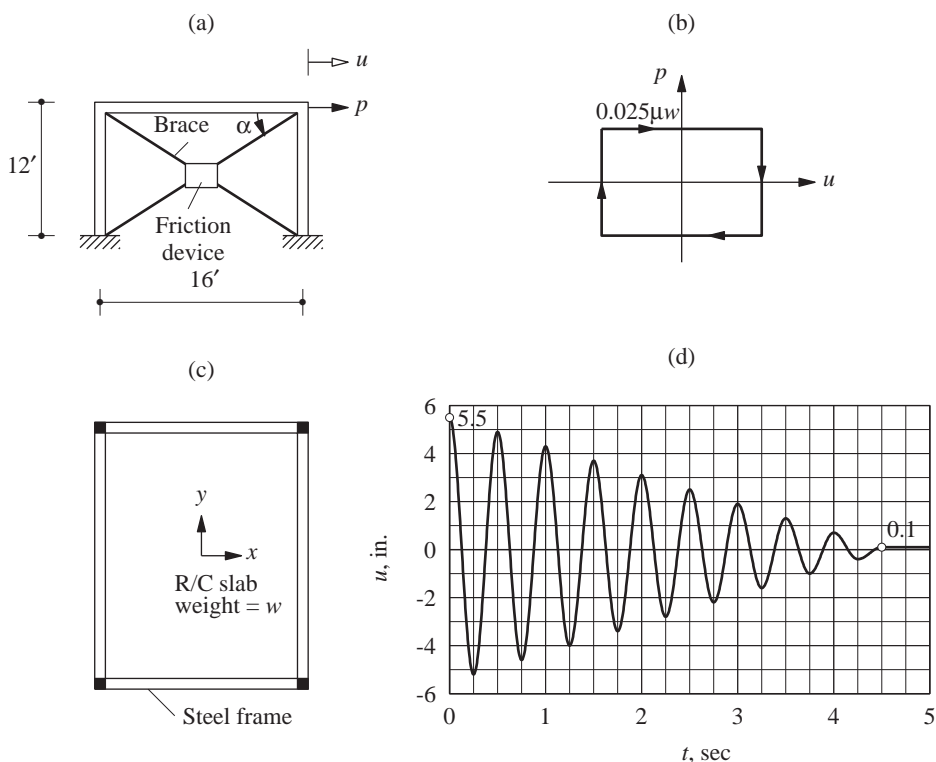 (a)
u
p
α
Brace
12′
Friction
device
16′
(b)
p
0.025μw
u
(c)
y
x
R/C slab
weight = w
Steel frame
(d)
6
5.5
4
2
0
-2
-4
-6
0.1
u, in.
0 1 2 3 4 5
t, sec